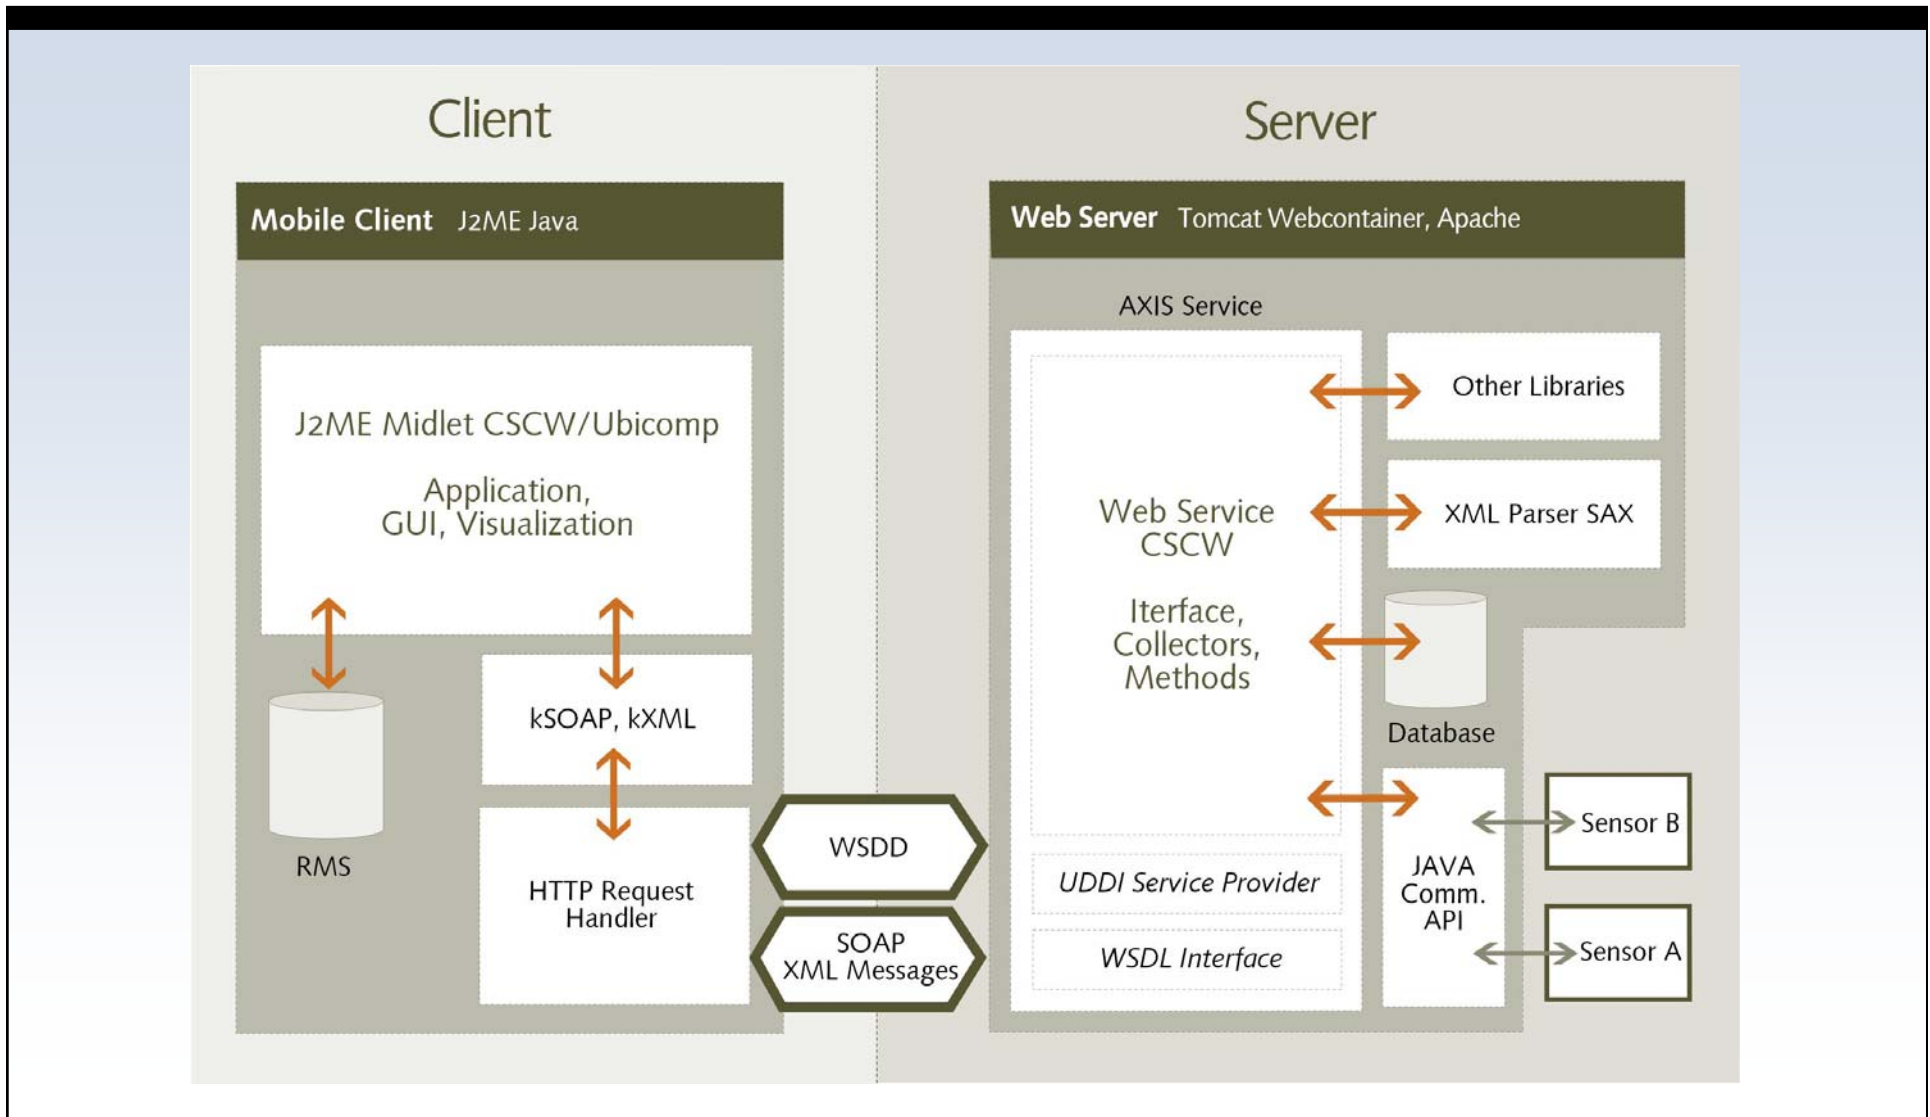 Client
Mobile Client J2ME Java
J2ME Midlet CSCW/Ubicomp
Application,
GUI, Visualization
kSOAP, kXML
RMS
HTTP Request
Handler
WSDD
SOAP
XML Messages
Server
Web Server Tomcat Webcontainer, Apache
AXIS Service
Web Service
CSCW
Iterface,
Collectors,
Methods
UDDI Service Provider
WSDL Interface
Other Libraries
XML Parser SAX
Database
JAVA
Comm.
API
Sensor B
Sensor A